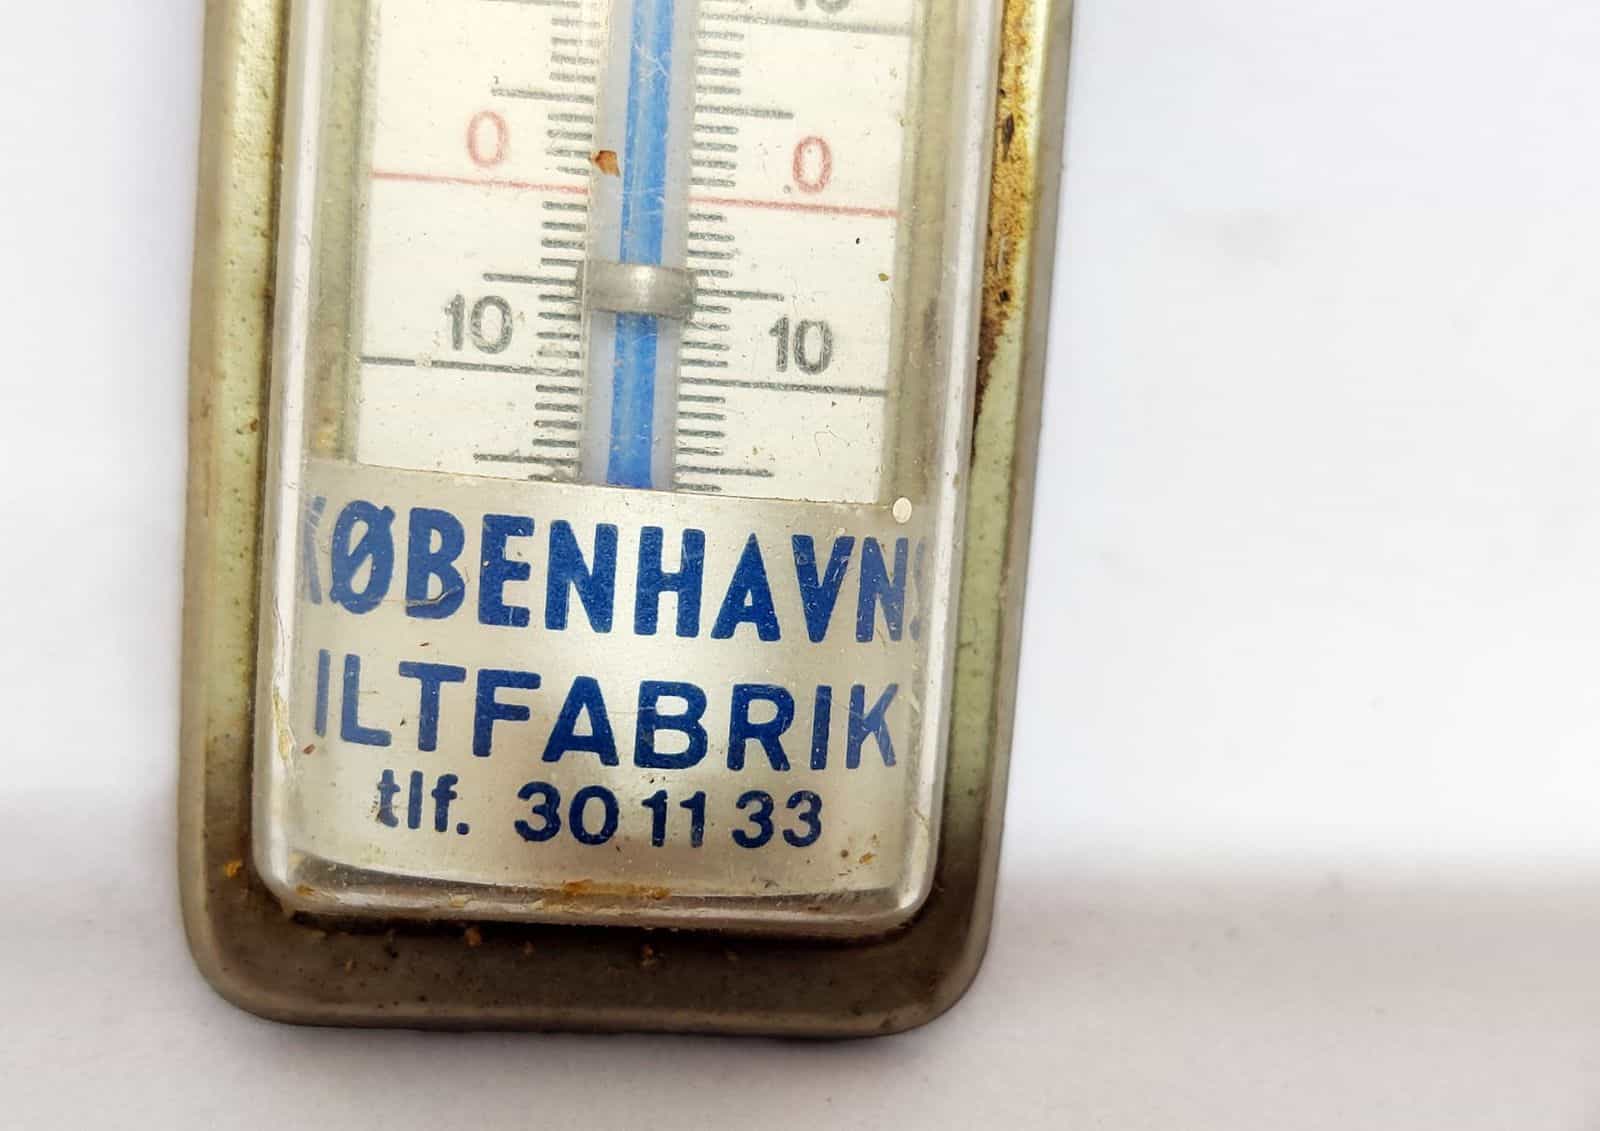 0 0
10 10
KØBENHAVNS
ILTFABRIK
tlf. 30 11 33